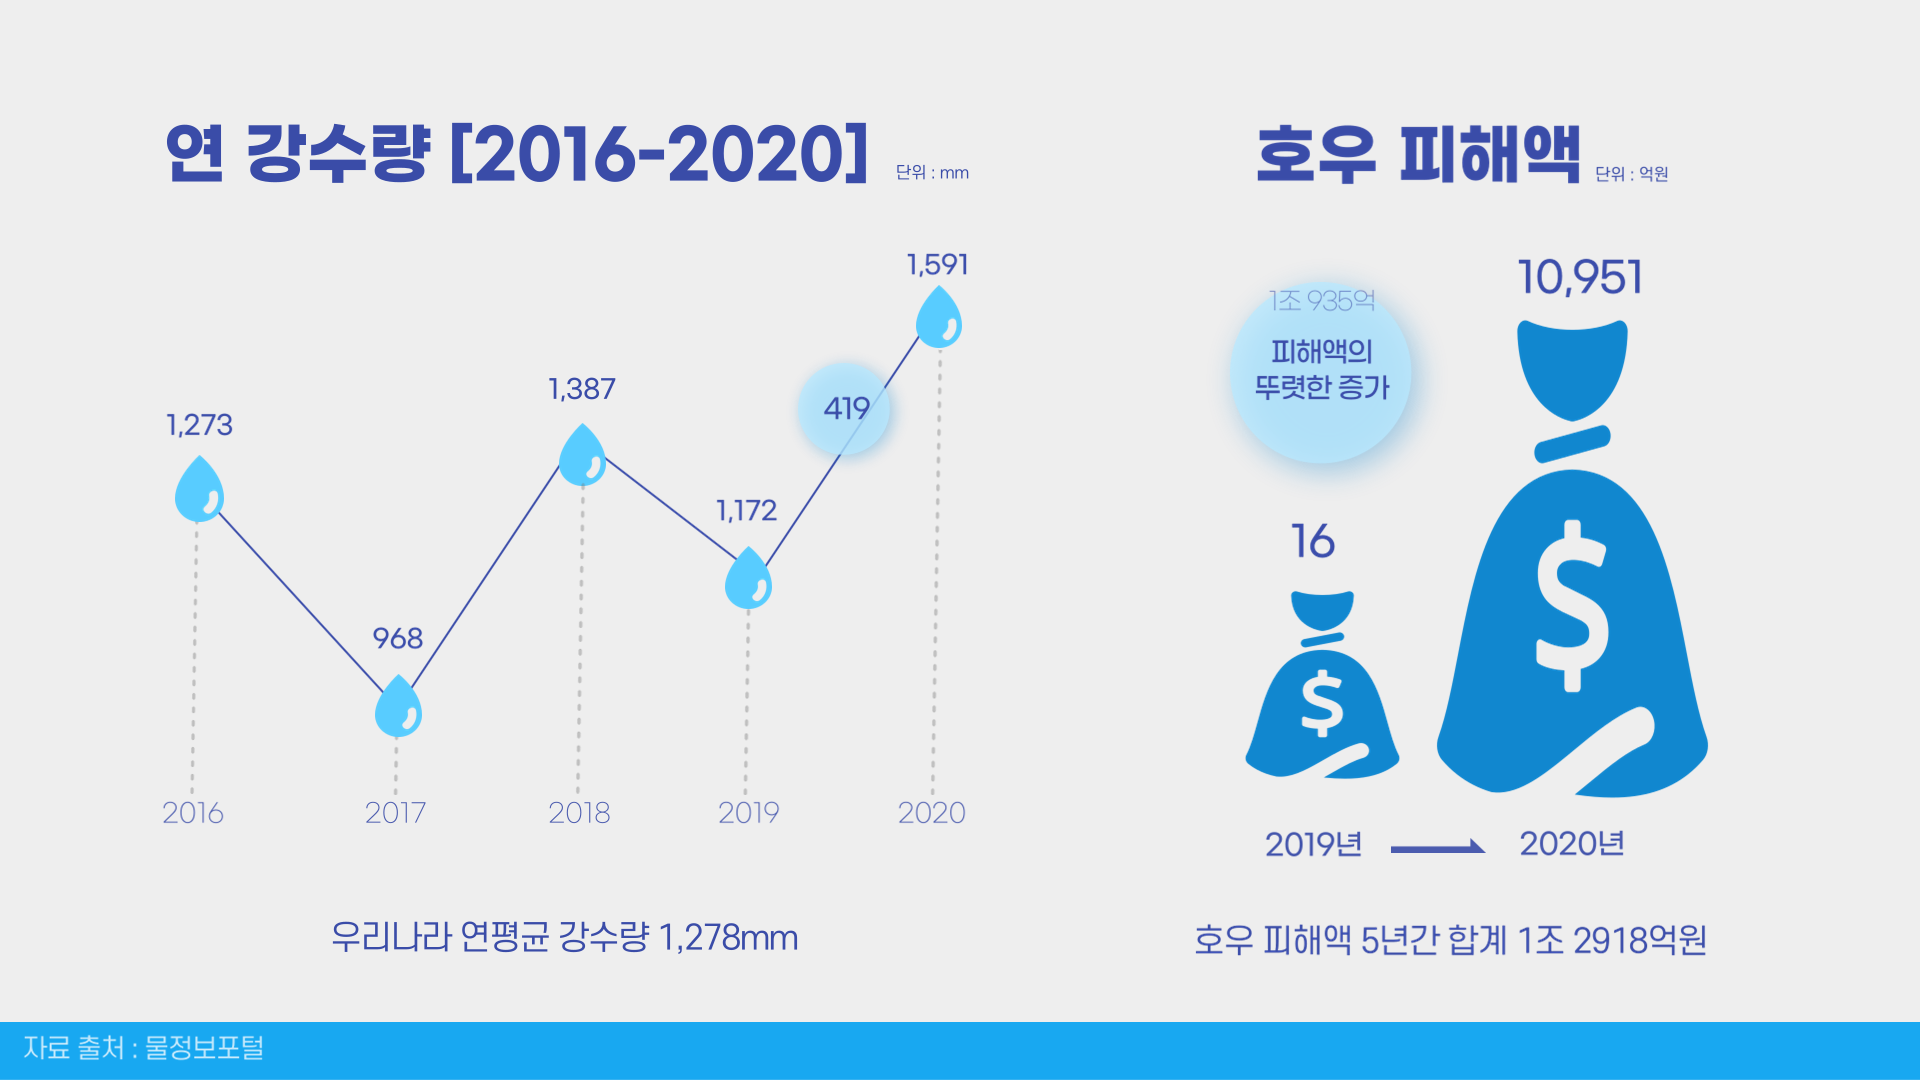 연 강수량 [2016-2020] 단위 : mm
1,273
968
1,387
1,172
419
1,591
2016 2017 2018 2019 2020
우리나라 연평균 강수량 1,278mm
호우 피해액 단위 : 억원
1조 935억
피해액의
뚜렷한 증가
16
10,951
$
$
2019년 2020년
호우 피해액 5년간 합계 1조 2918억원
자료 출처 : 물정보포털